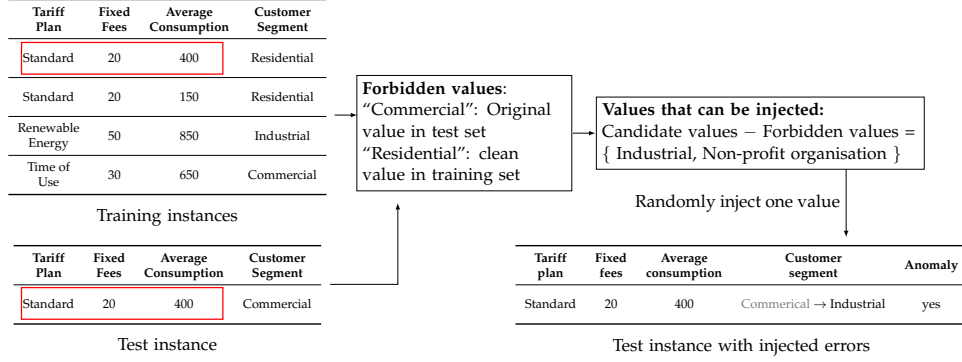 Tariff Plan Fixed Fees Average Consumption Customer Segment
Standard 20 400 Residential
Standard 20 150 Residential
Renewable Energy 50 850 Industrial
Time of Use 30 650 Commercial
Training instances
Tariff Plan Fixed Fees Average Consumption Customer Segment
Standard 20 400 Commercial
Test instance
Forbidden values:
“Commercial”: Original
value in test set
“Residential”: clean
value in training set
Values that can be injected:
Candidate values − Forbidden values =
{ Industrial, Non-profit organisation }
Randomly inject one value
Tariff plan Fixed fees Average consumption Customer segment Anomaly
Standard 20 400 Commerical → Industrial yes
Test instance with injected errors